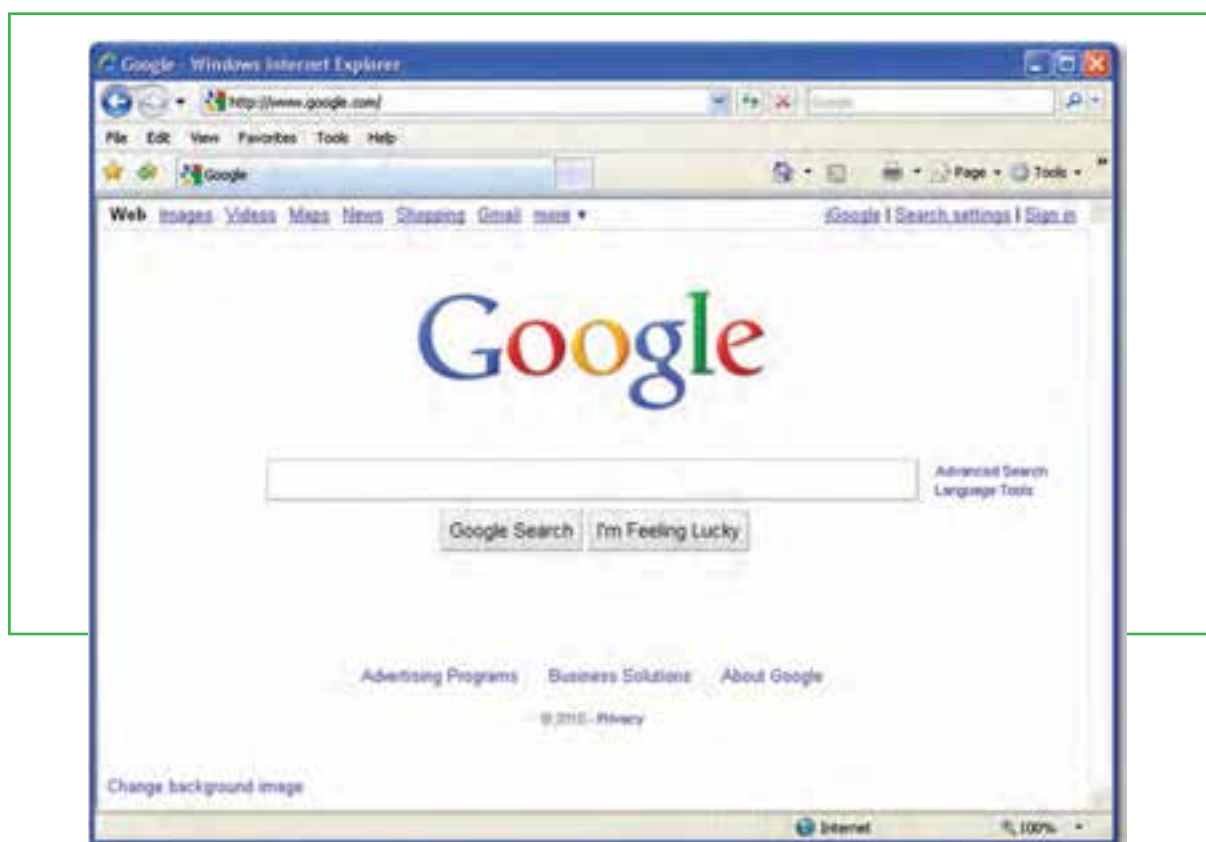 Google - Windows Internet Explorer
http://www.google.com/
Google
File Edit View Favorites Tools Help
Google
Page Tools
Web Images Videos Maps News Shopping Gmail more
iGoogle | Search settings | Sign in
Google
Advanced Search
Language Tools
Google Search
I'm Feeling Lucky
Advertising Programs Business Solutions About Google
© 2010 - Privacy
Change background image
Internet 100%